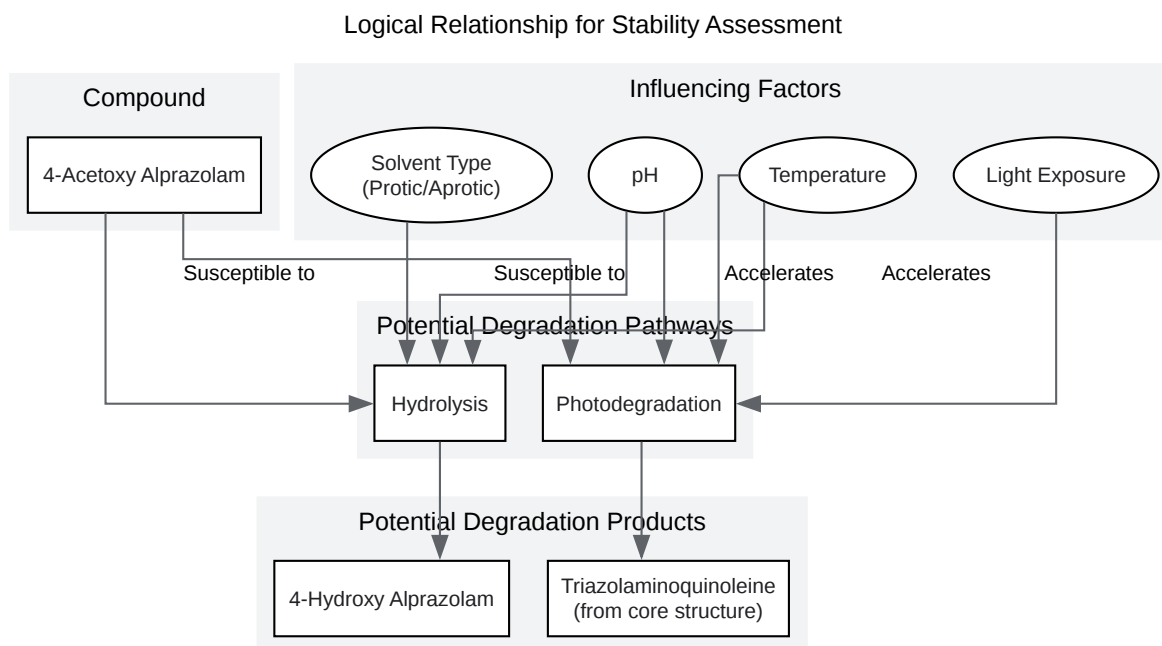 Logical Relationship for Stability Assessment
Compound
Influencing Factors
4-Acetoxy Alprazolam
Solvent Type
(Protic/Aprotic)
pH
Temperature
Light Exposure
Susceptible to
Susceptible to
Accelerates
Accelerates
Potential Degradation Pathways
Hydrolysis
Photodegradation
Potential Degradation Products
4-Hydroxy Alprazolam
Triazolaminoquinoleine
(from core structure)